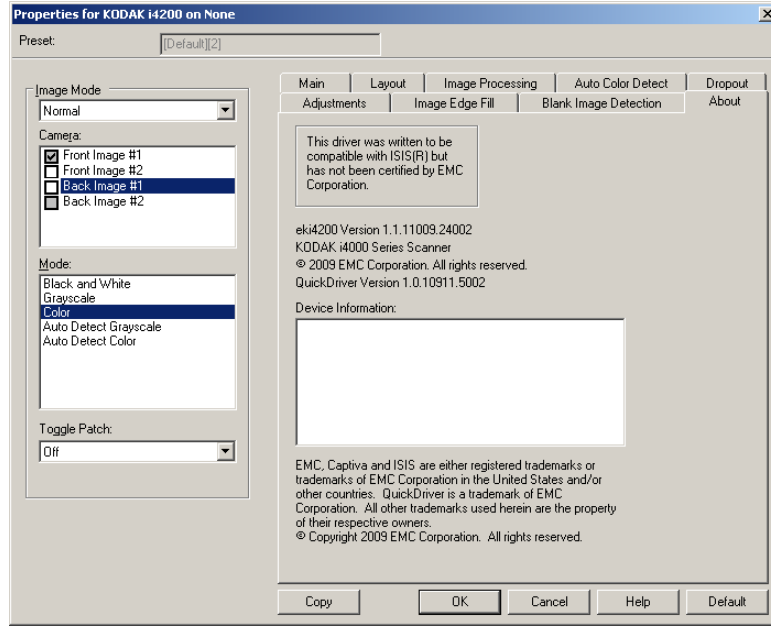 Properties for KODAK i4200 on None
Preset:
[Default][2]
Image Mode
Normal
Camera:
Front Image #1
Front Image #2
Back Image #1
Back Image #2
Mode:
Black and White
Grayscale
Color
Auto Detect Grayscale
Auto Detect Color
Toggle Patch:
Off
Main
Layout
Image Processing
Auto Color Detect
Dropout
Adjustments
Image Edge Fill
Blank Image Detection
About
This driver was written to be
compatible with ISIS(R) but
has not been certified by EMC
Corporation.
eki4200 Version 1.1.11009.24002
KODAK i4000 Series Scanner
© 2009 EMC Corporation. All rights reserved.
QuickDriver Version 1.0.10911.5002
Device Information:
EMC, Captiva and ISIS are either registered trademarks or
trademarks of EMC Corporation in the United States and/or
other countries.  QuickDriver is a trademark of EMC
Corporation.  All other trademarks used herein are the property
of their respective owners.
© Copyright 2009 EMC Corporation.  All rights reserved.
Copy
OK
Cancel
Help
Default